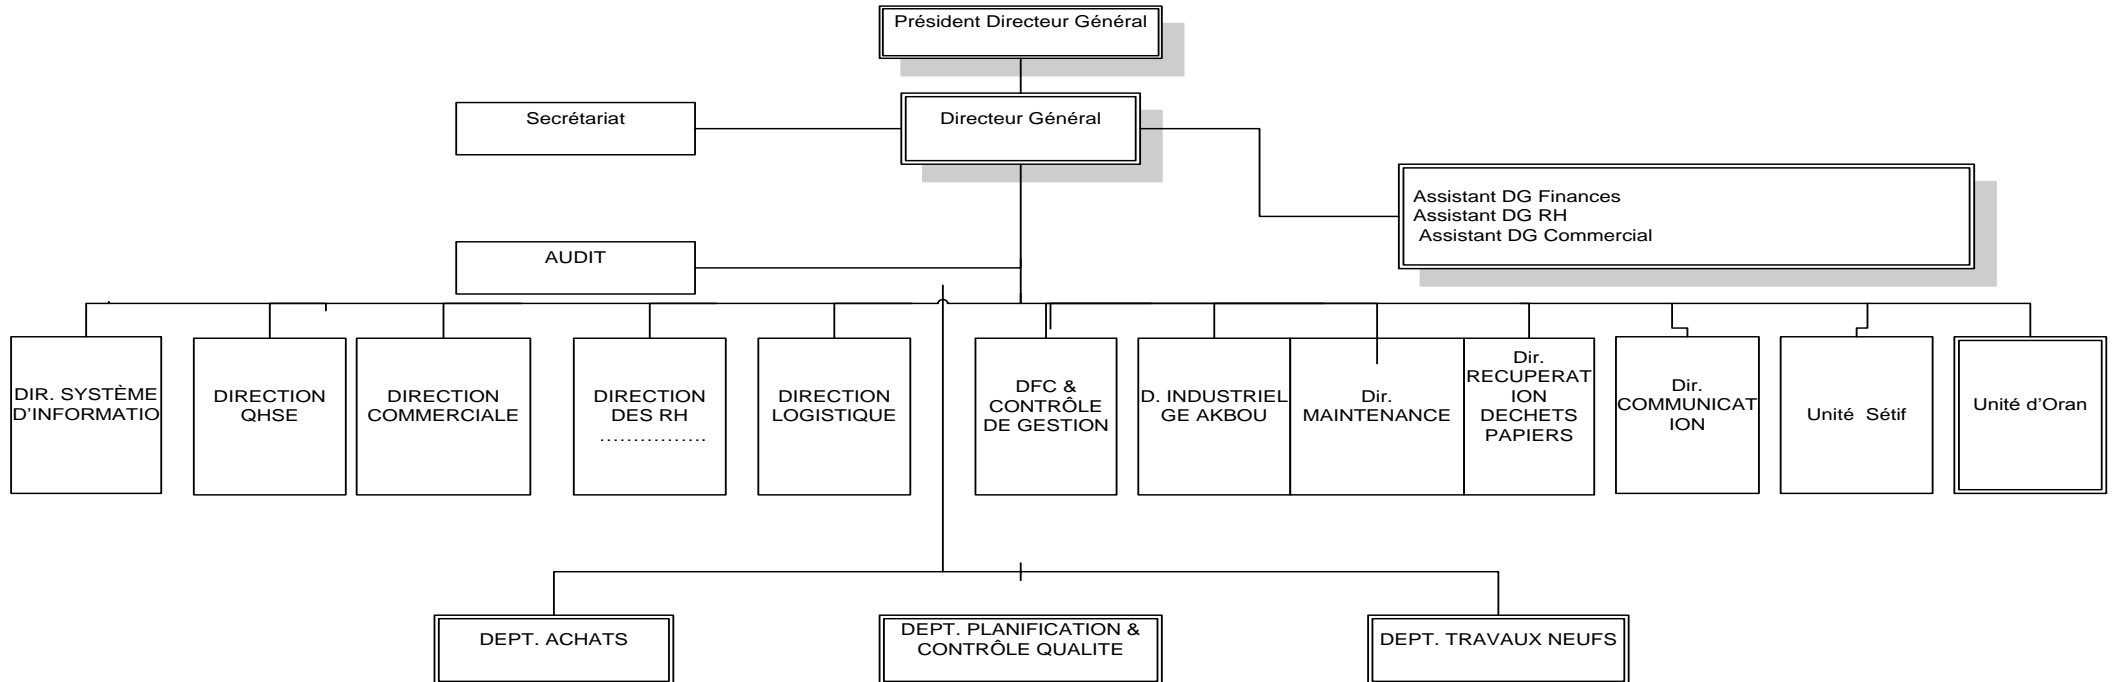 Président Directeur Général
Secrétariat
Directeur Général
Assistant DG Finances
Assistant DG RH
Assistant DG Commercial
AUDIT
DIR. SYSTÈME
D'INFORMATIO
DIRECTION
QHSE
DIRECTION
COMMERCIALE
DIRECTION
DES RH
................
DIRECTION
LOGISTIQUE
DFC &
CONTRÔLE
DE GESTION
D. INDUSTRIEL
GE AKBOU
Dir.
MAINTENANCE
Dir.
RECUPERAT
ION
DECHETS
PAPIERS
Dir.
COMMUNICAT
ION
Unité  Sétif
Unité d'Oran
DEPT. ACHATS
DEPT. PLANIFICATION &
CONTRÔLE QUALITE
DEPT. TRAVAUX NEUFS